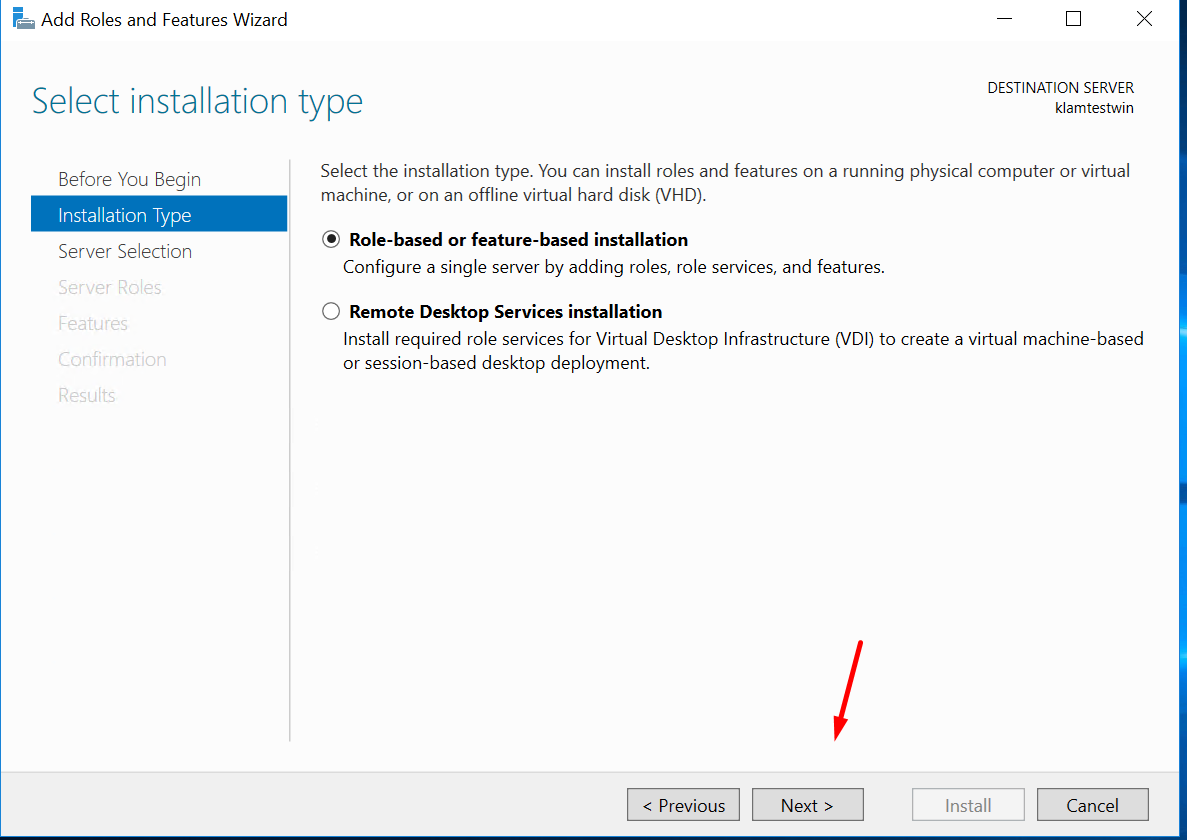 Add Roles and Features Wizard
Select installation type
DESTINATION SERVER
klamtestwin
Before You Begin
Installation Type
Server Selection
Server Roles
Features
Confirmation
Results
Select the installation type. You can install roles and features on a running physical computer or virtual
machine, or on an offline virtual hard disk (VHD).
Role-based or feature-based installation
Configure a single server by adding roles, role services, and features.
Remote Desktop Services installation
Install required role services for Virtual Desktop Infrastructure (VDI) to create a virtual machine-based
or session-based desktop deployment.
< Previous
Next >
Install
Cancel